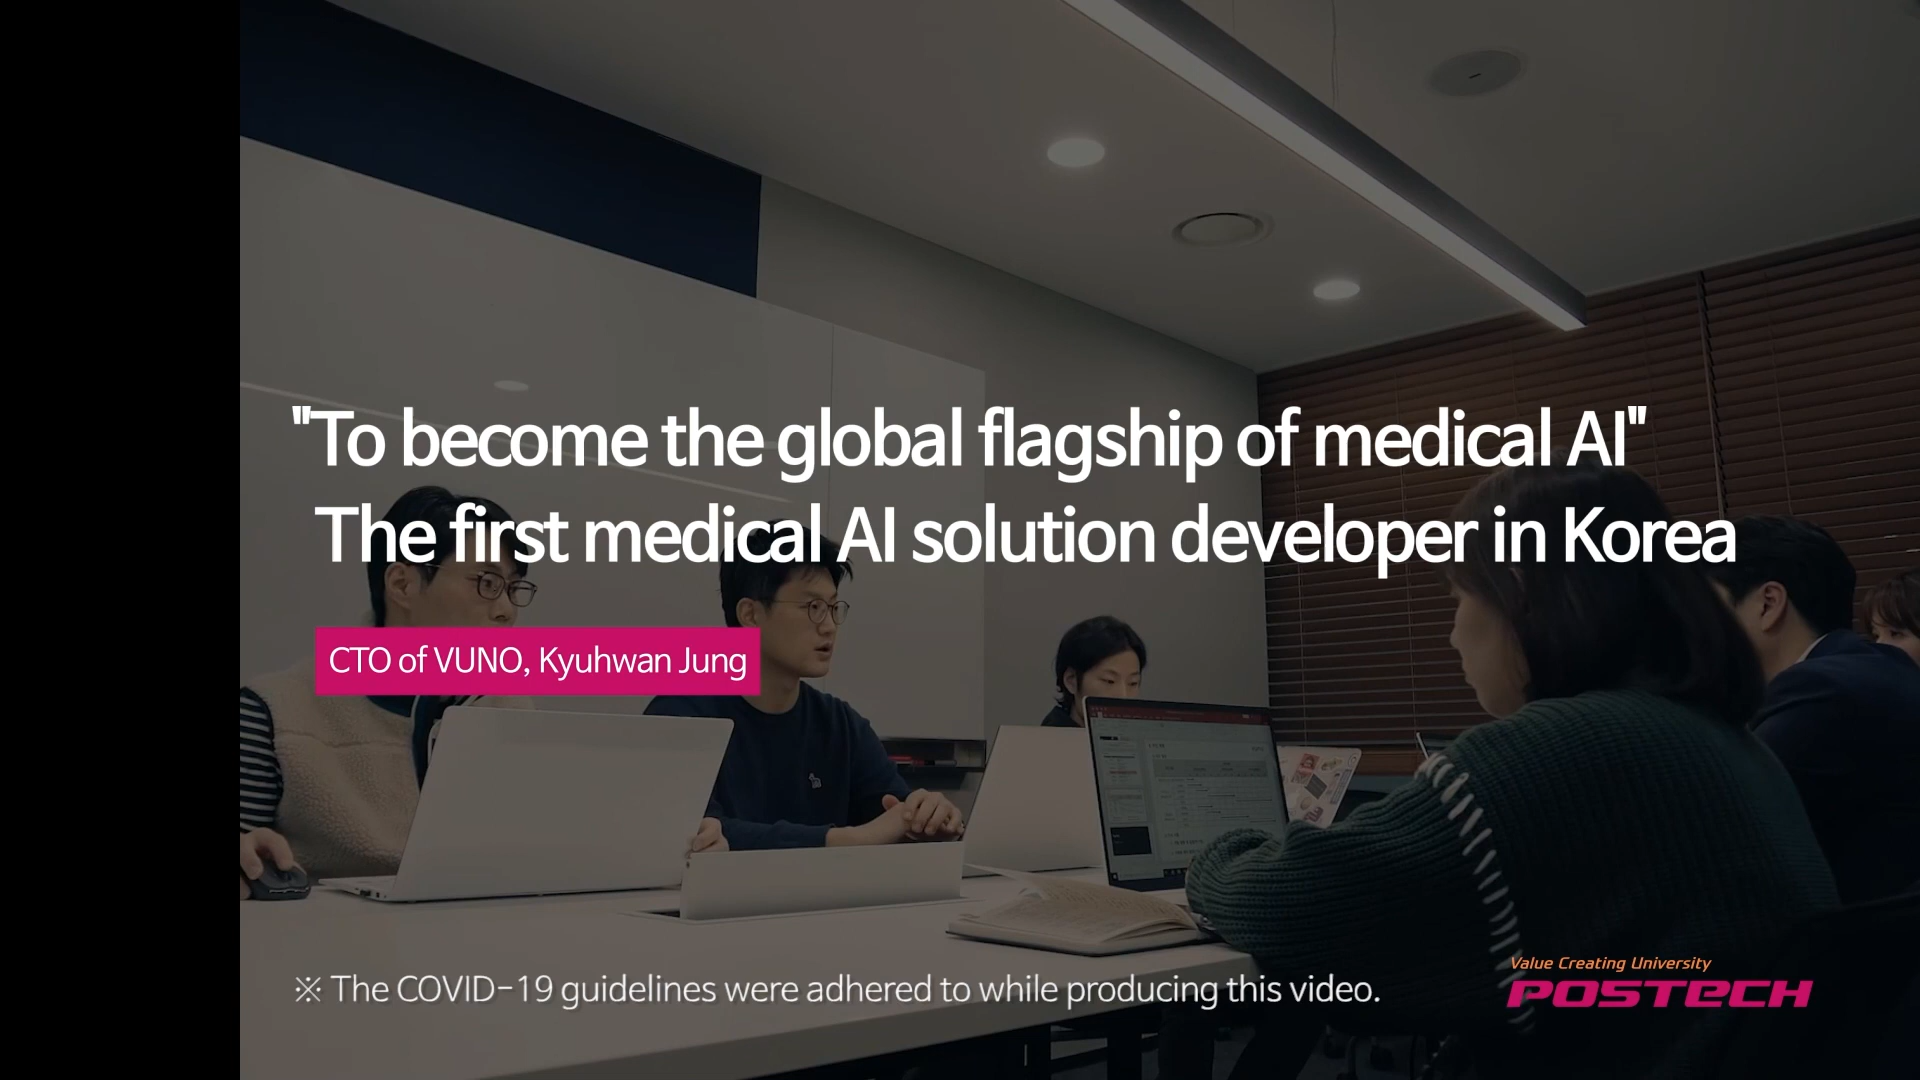 "To become the global flagship of medical AI"
The first medical AI solution developer in Korea
CTO of VUNO, Kyuhwan Jung
※ The COVID-19 guidelines were adhered to while producing this video.
Value Creating University
POSTECH